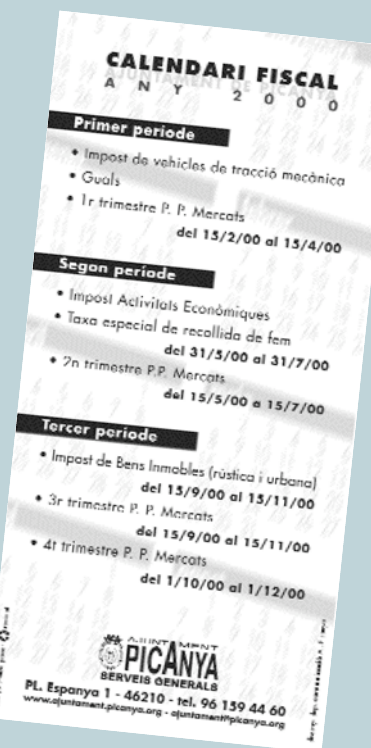 CALENDARI FISCAL
AJUNTAMENT DE PICANYA
ANY 2000
Primer període
• Impost de vehicles de tracció mecànica
• Guals
• 1r trimestre P. P. Mercats
del 15/2/00 al 15/4/00
Segon període
• Impost Activitats Econòmiques
• Taxa especial de recollida de fem
del 31/5/00 al 31/7/00
• 2n trimestre P.P. Mercats
del 15/5/00 a 15/7/00
Tercer període
• Impost de Bens Inmobles (rústica i urbana)
del 15/9/00 al 15/11/00
• 3r trimestre P. P. Mercats
del 15/9/00 al 15/11/00
• 4t trimestre P. P. Mercats
del 1/10/00 al 1/12/00
AJUNTAMENT
PICANYA
SERVEIS GENERALS
PL. Espanya 1 - 46210 - tel. 96 159 44 60
www.ajuntament.picanya.org - ajuntament@picanya.org